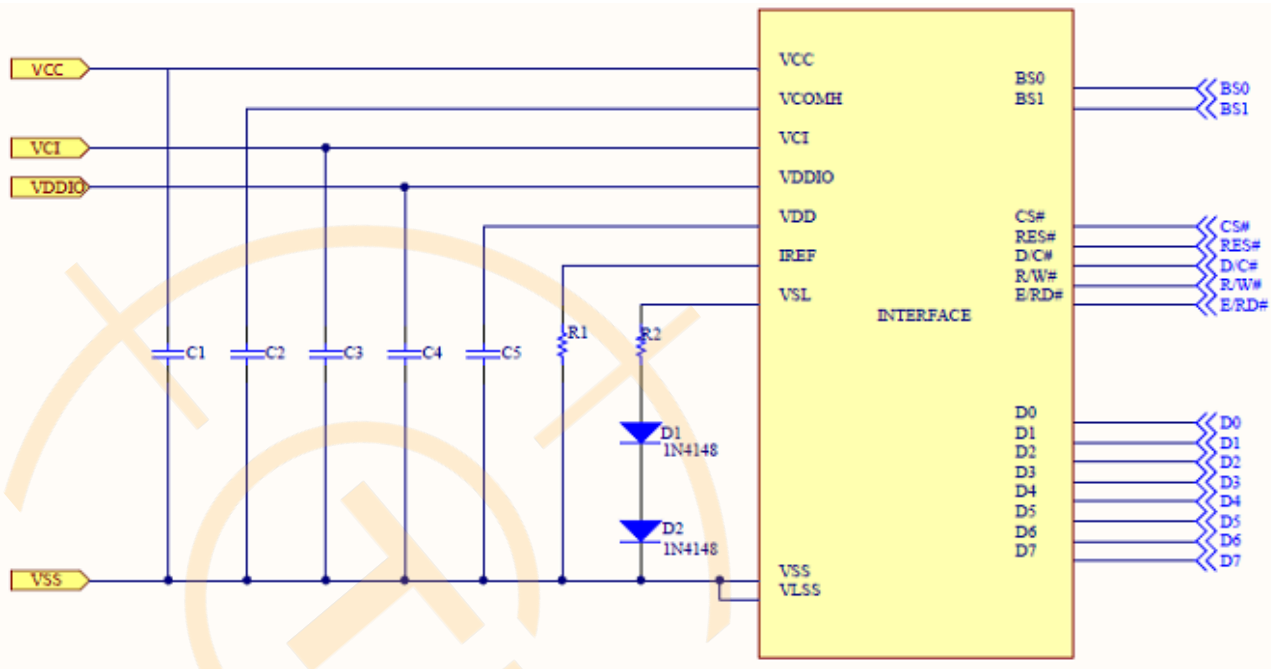 VCC
VCI
VDDIO
VSS
C1
C2
C3
C4
C5
R1
R2
D1
1N4148
D2
1N4148
VCC
VCOMH
VCI
VDDIO
VDD
IREF
VSL
VSS
VLSS
INTERFACE
BS0
BS1
CS#
RES#
D/C#
R/W#
E/RD#
D0
D1
D2
D3
D4
D5
D6
D7
BS0
BS1
CS#
RES#
D/C#
R/W#
E/RD#
D0
D1
D2
D3
D4
D5
D6
D7